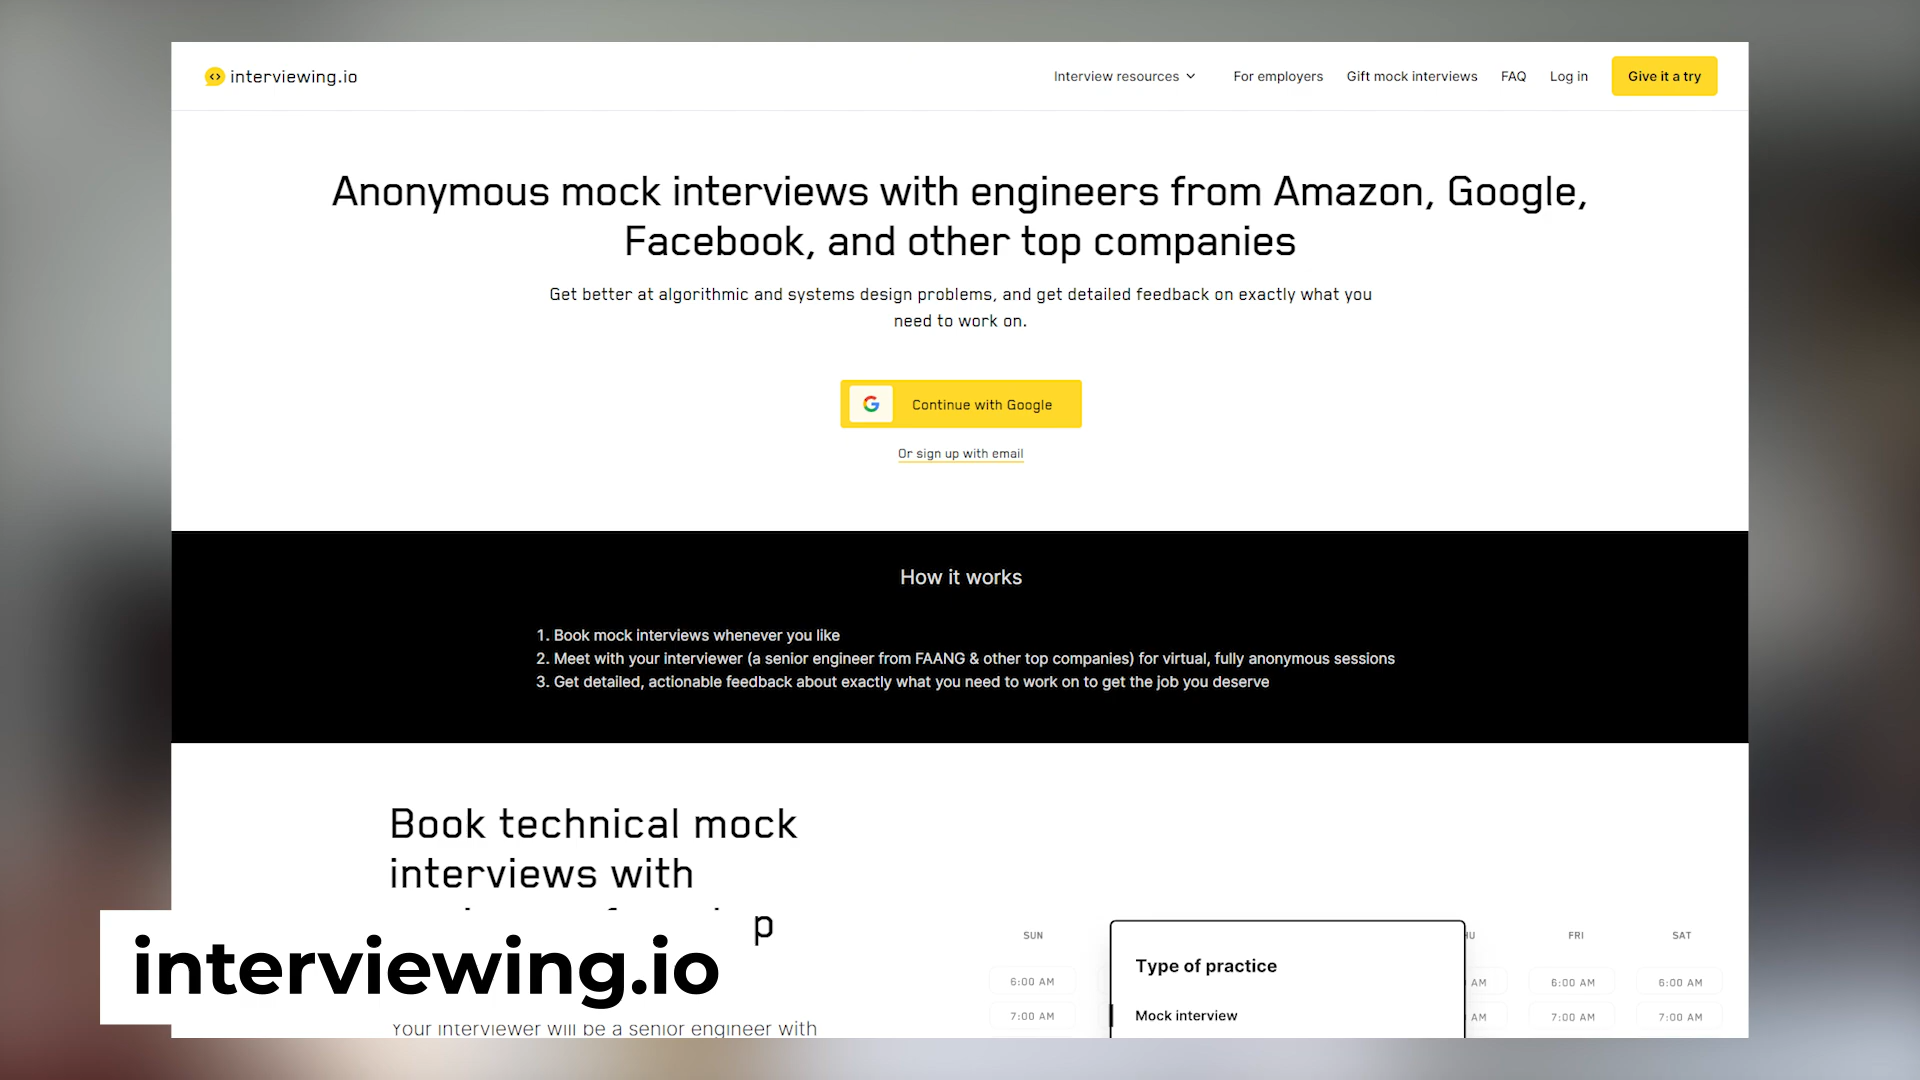 interviewing.io
Interview resources
For employers
Gift mock interviews
FAQ
Log in
Give it a try
Anonymous mock interviews with engineers from Amazon, Google,
Facebook, and other top companies
Get better at algorithmic and systems design problems, and get detailed feedback on exactly what you
need to work on.
Continue with Google
Or sign up with email
How it works
1. Book mock interviews whenever you like
2. Meet with your interviewer (a senior engineer from FAANG & other top companies) for virtual, fully anonymous sessions
3. Get detailed, actionable feedback about exactly what you need to work on to get the job you deserve
Book technical mock
interviews with
Your interviewer will be a senior engineer with
SUN
FRI
SAT
6:00 AM
AM
6:00 AM
6:00 AM
7:00 AM
AM
7:00 AM
7:00 AM
Type of practice
Mock interview
interviewing.io